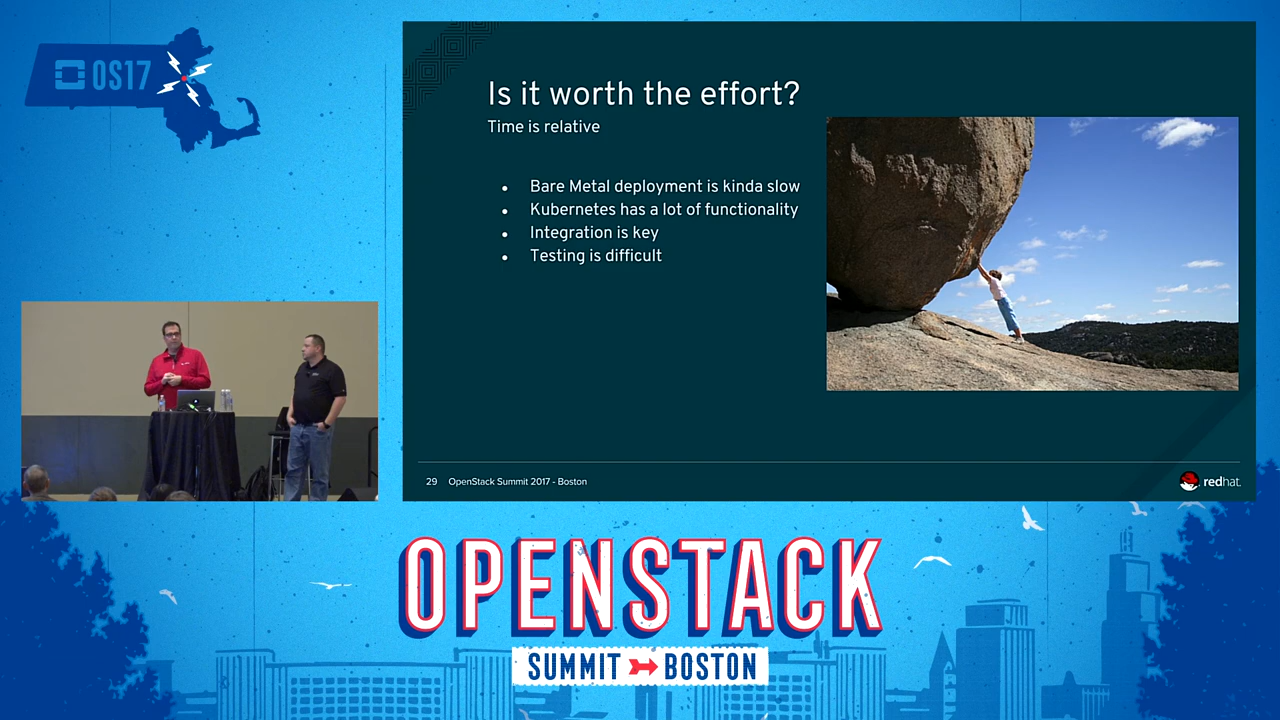 OS17
Is it worth the effort?
Time is relative
• Bare Metal deployment is kinda slow
• Kubernetes has a lot of functionality
• Integration is key
• Testing is difficult
29 OpenStack Summit 2017 - Boston
redhat.
OPENSTACK
SUMMIT BOSTON